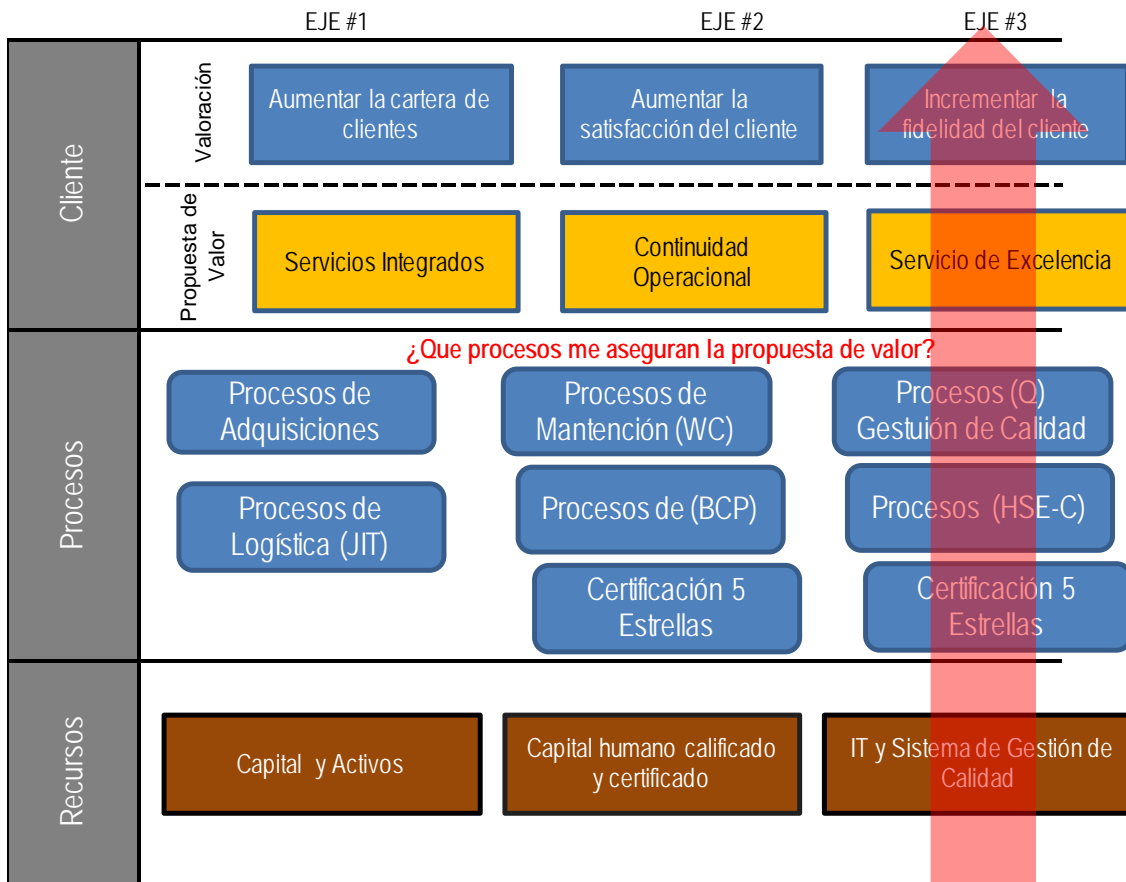 EJE #1
EJE #2
EJE #3
Cliente
Valoración
Aumentar la cartera de
clientes
Aumentar la
satisfacción del cliente
Incrementar la
fidelidad del cliente
Propuesta de
Valor
Servicios Integrados
Continuidad
Operacional
Servicio de Excelencia
Procesos
¿Que procesos me aseguran la propuesta de valor?
Procesos de
Adquisiciones
Procesos de
Mantención (WC)
Procesos (Q)
Gestuión de Calidad
Procesos de
Logística (JIT)
Procesos de (BCP)
Procesos (HSE-C)
Certificación 5
Estrellas
Certificación 5
Estrellas
Recursos
Capital y Activos
Capital humano calificado
y certificado
IT y Sistema de Gestión de
Calidad